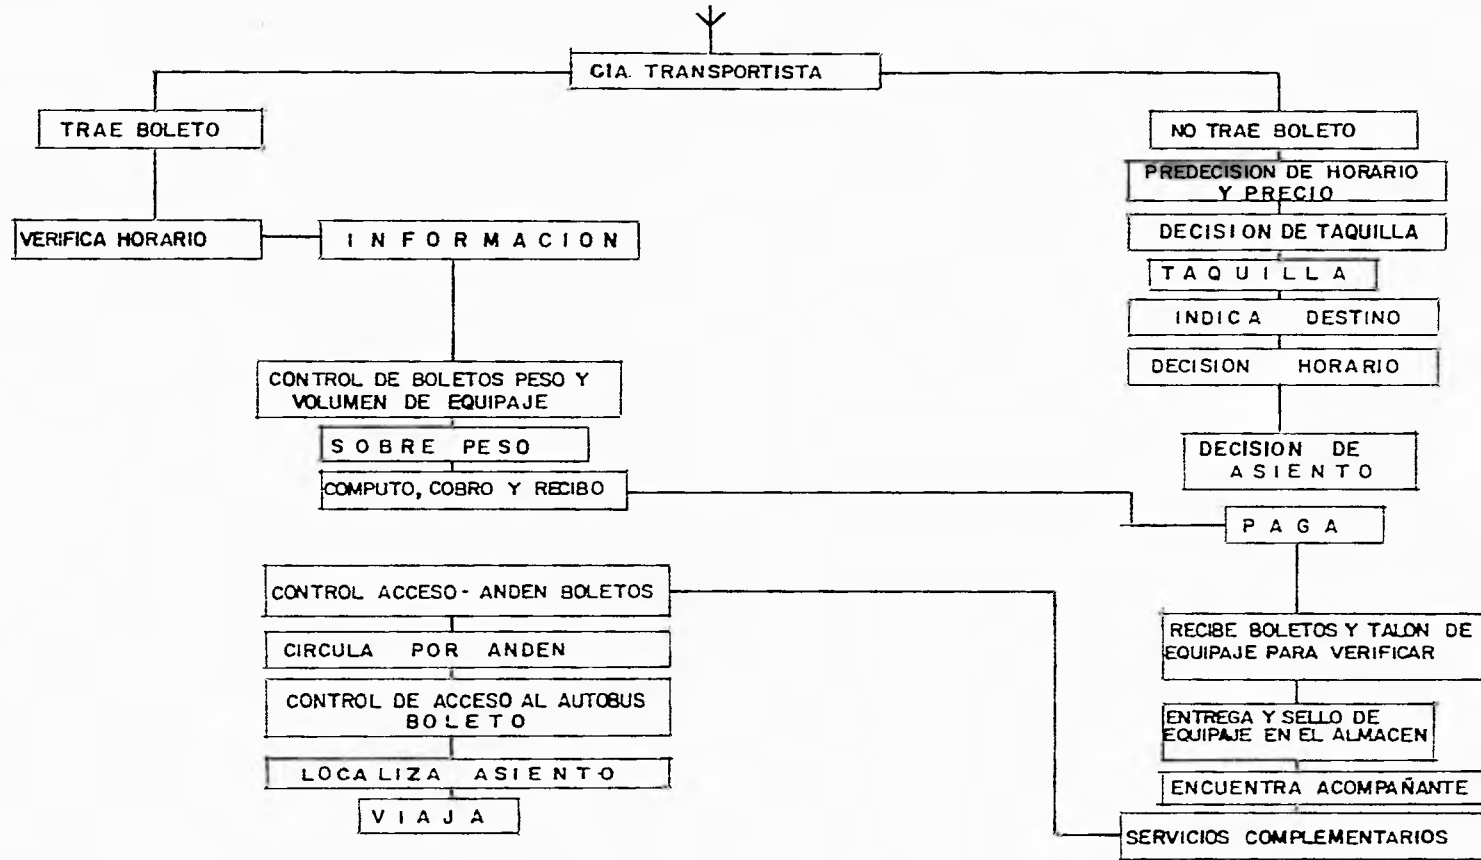 CIA. TRANSPORTISTA
TRAE BOLETO
NO TRAE BOLETO
PREDECISION DE HORARIO
Y PRECIO
VERIFICA HORARIO
INFORMACION
DECISION DE TAQUILLA
TAQUILLA
INDICA DESTINO
DECISION HORARIO
CONTROL DE BOLETOS PESO Y
VOLUMEN DE EQUIPAJE
SOBRE PESO
COMPUTO, COBRO Y RECIBO
DECISION DE
ASIENTO
PAGA
CONTROL ACCESO - ANDEN BOLETOS
CIRCULA POR ANDEN
CONTROL DE ACCESO AL AUTOBUS
BOLETO
LOCALIZA ASIENTO
VIAJA
RECIBE BOLETOS Y TALON DE
EQUIPAJE PARA VERIFICAR
ENTREGA Y SELLO DE
EQUIPAJE EN EL ALMACEN
ENCUENTRA ACOMPAÑANTE
SERVICIOS COMPLEMENTARIOS